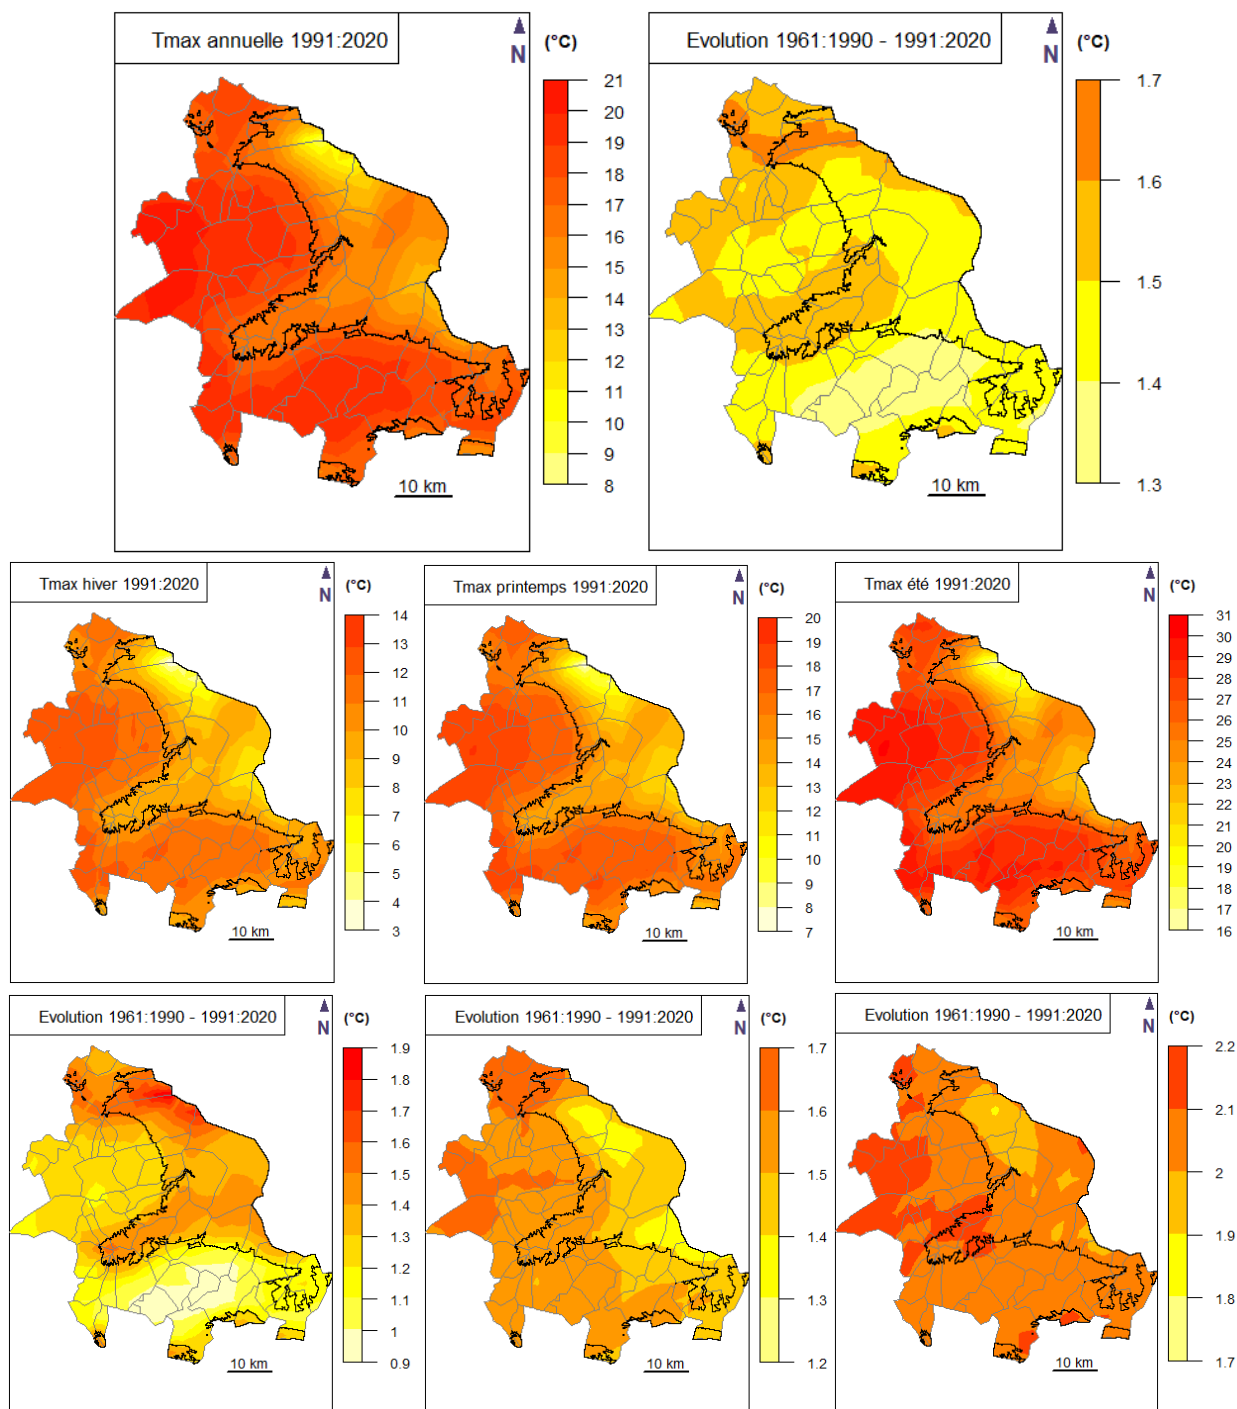 Tmax annuelle 1991:2020
N
(°C)
21
20
19
18
17
16
15
14
13
12
11
10
9
8
10 km
Evolution 1961:1990 - 1991:2020
N
(°C)
1.7
1.6
1.5
1.4
1.3
10 km
Tmax hiver 1991:2020
N
(°C)
14
13
12
11
10
9
8
7
6
5
4
3
10 km
Tmax printemps 1991:2020
N
(°C)
20
19
18
17
16
15
14
13
12
11
10
9
8
7
10 km
Tmax été 1991:2020
N
(°C)
31
30
29
28
27
26
25
24
23
22
21
20
19
18
17
16
10 km
Evolution 1961:1990 - 1991:2020
N
(°C)
1.9
1.8
1.7
1.6
1.5
1.4
1.3
1.2
1.1
1
0.9
10 km
Evolution 1961:1990 - 1991:2020
N
(°C)
1.7
1.6
1.5
1.4
1.3
1.2
10 km
Evolution 1961:1990 - 1991:2020
N
(°C)
2.2
2.1
2
1.9
1.8
1.7
10 km